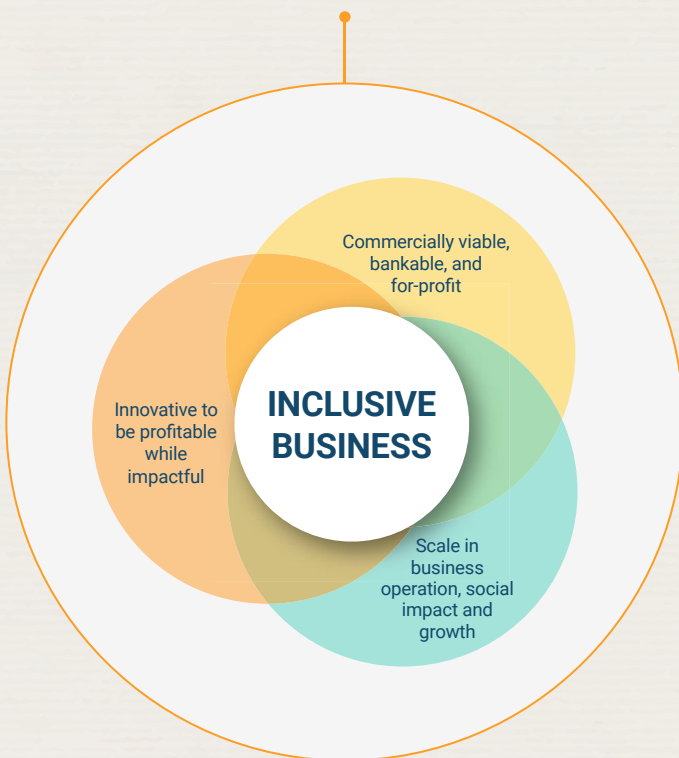 Commercially viable,
bankable, and
for-profit
INCLUSIVE
BUSINESS
Innovative to
be profitable
while
impactful
Scale in
business
operation, social
impact and
growth